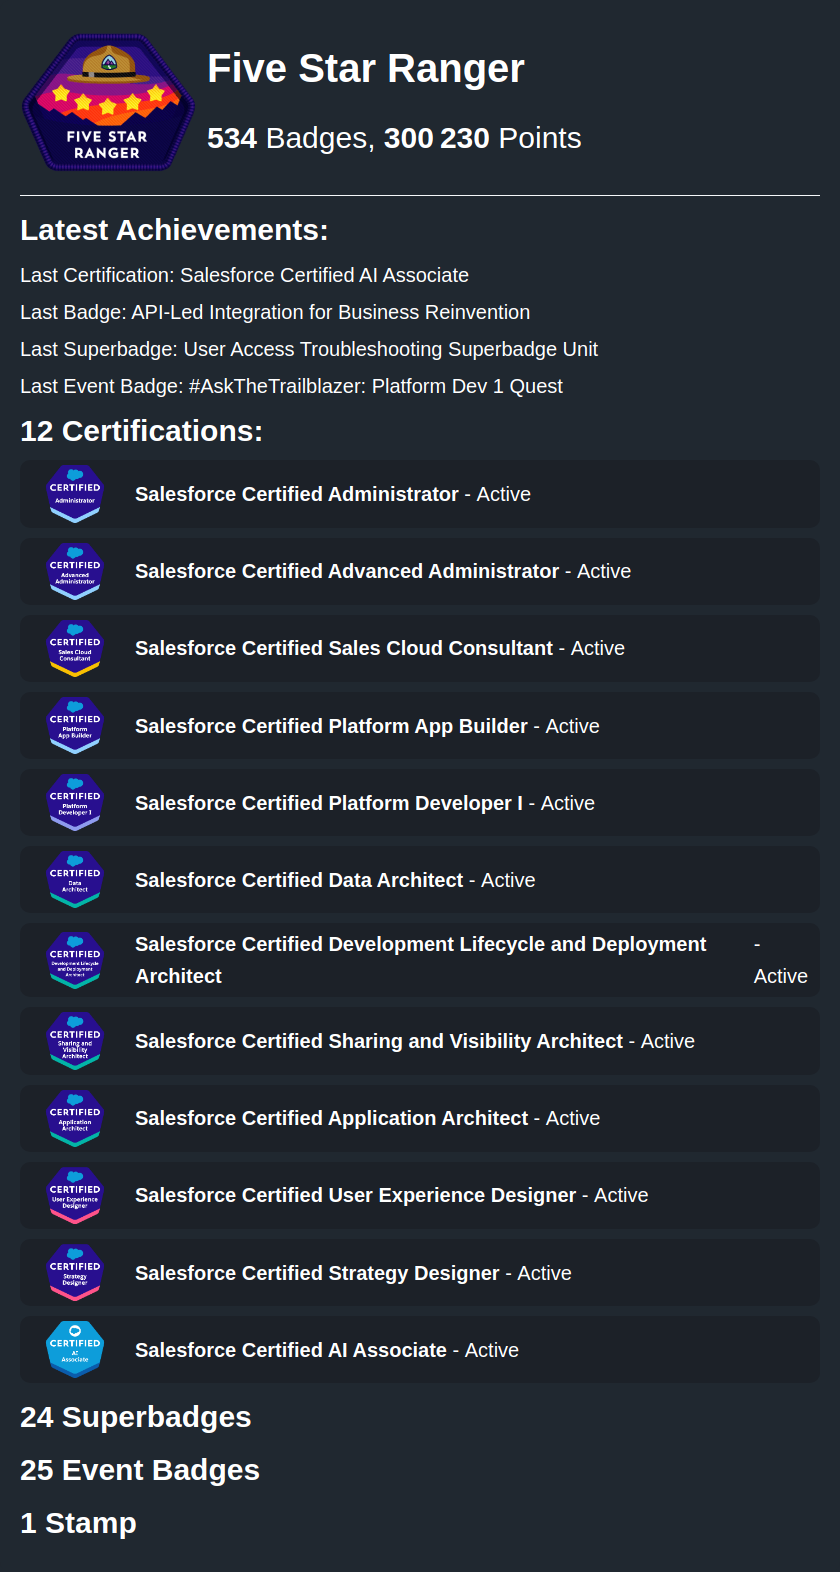 FIVE STAR
RANGER
Five Star Ranger
534 Badges, 300 230 Points
Latest Achievements:
Last Certification: Salesforce Certified AI Associate
Last Badge: API-Led Integration for Business Reinvention
Last Superbadge: User Access Troubleshooting Superbadge Unit
Last Event Badge: #AskTheTrailblazer: Platform Dev 1 Quest
12 Certifications:
CERTIFIED
Administrator
Salesforce Certified Administrator - Active
CERTIFIED
Advanced
Administrator
Salesforce Certified Advanced Administrator - Active
CERTIFIED
Sales Cloud
Consultant
Salesforce Certified Sales Cloud Consultant - Active
CERTIFIED
Platform
App Builder
Salesforce Certified Platform App Builder - Active
CERTIFIED
Platform
Developer I
Salesforce Certified Platform Developer I - Active
CERTIFIED
Data
Architect
Salesforce Certified Data Architect - Active
CERTIFIED
Development Lifecycle
and Deployment
Architect
Salesforce Certified Development Lifecycle and Deployment -
Architect Active
CERTIFIED
Sharing and
Visibility
Architect
Salesforce Certified Sharing and Visibility Architect - Active
CERTIFIED
Application
Architect
Salesforce Certified Application Architect - Active
CERTIFIED
User Experience
Designer
Salesforce Certified User Experience Designer - Active
CERTIFIED
Strategy
Designer
Salesforce Certified Strategy Designer - Active
CERTIFIED
AI
Associate
Salesforce Certified AI Associate - Active
24 Superbadges
25 Event Badges
1 Stamp